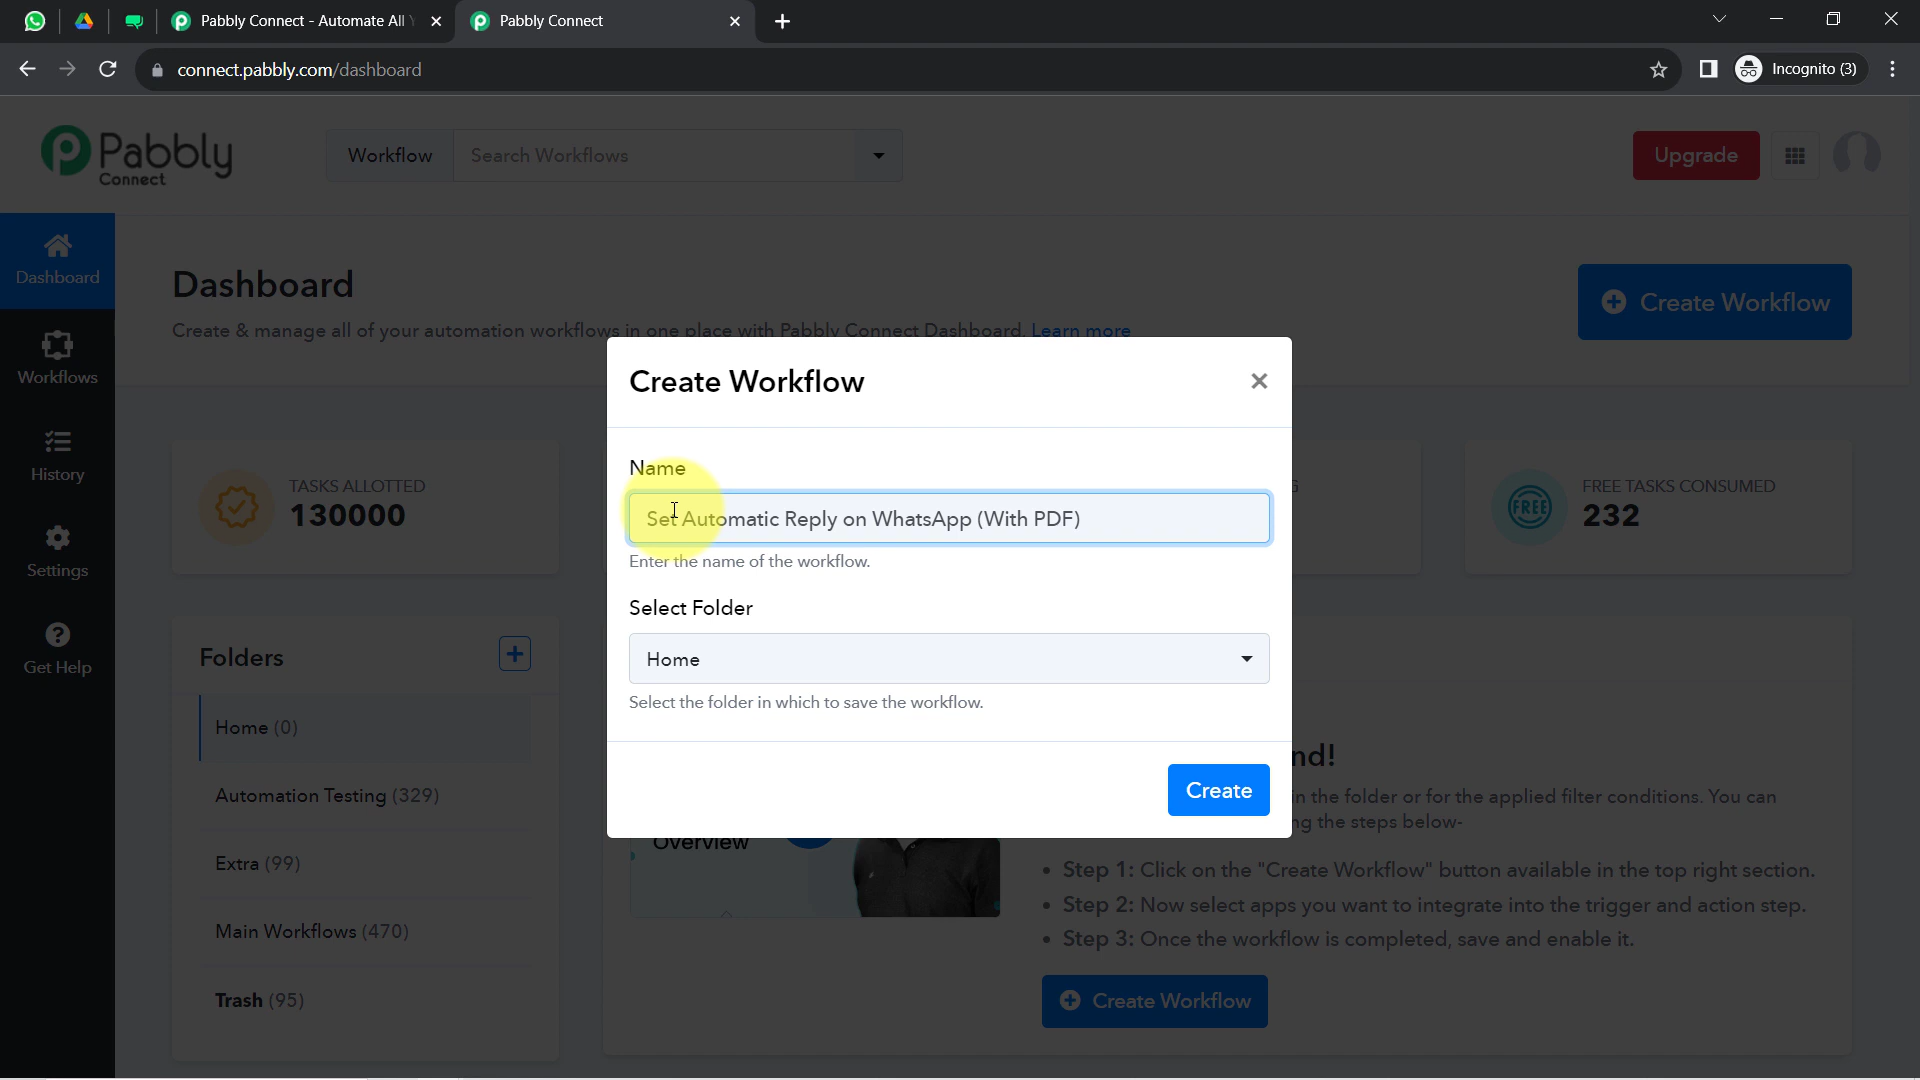 Pabbly Connect - Automate All Y
Pabbly Connect
connect.pabbly.com/dashboard
Incognito (3)
Pabbly
Connect
Workflow
Search Workflows
Upgrade
Dashboard
Workflows
History
Settings
Get Help
Dashboard
Create & manage all of your automation workflows in one place with Pabbly Connect Dashboard. Learn more
Create Workflow
TASKS ALLOTTED
130000
FREE TASKS CONSUMED
FREE
232
Folders
Home (0)
Automation Testing (329)
Extra (99)
Main Workflows (470)
Trash (95)
Create Workflow
Name
Set Automatic Reply on WhatsApp (With PDF)
Enter the name of the workflow.
Select Folder
Home
Select the folder in which to save the workflow.
Create
Overview
nd!
in the folder or for the applied filter conditions. You can
ng the steps below-
• Step 1: Click on the "Create Workflow" button available in the top right section.
• Step 2: Now select apps you want to integrate into the trigger and action step.
• Step 3: Once the workflow is completed, save and enable it.
Create Workflow